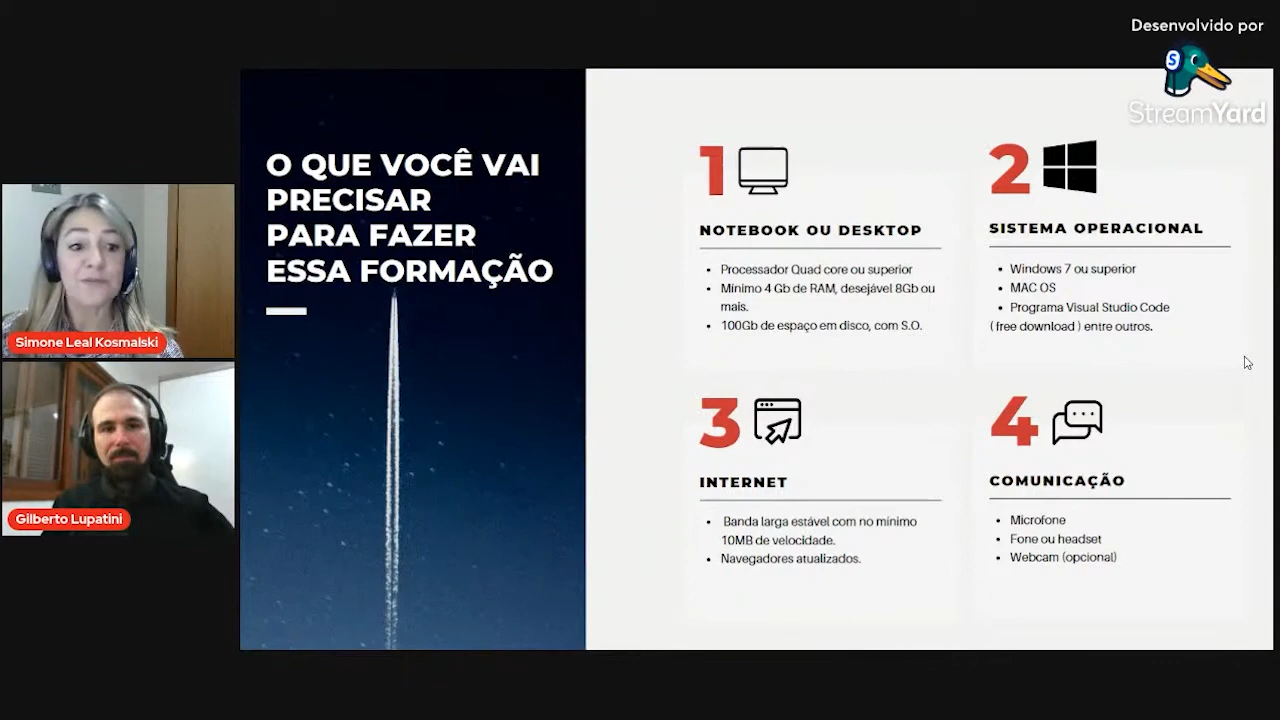 Desenvolvido por
StreamYard
O QUE VOCÊ VAI
PRECISAR
PARA FAZER
ESSA FORMAÇÃO
Simone Leal Kosmalski
Gilberto Lupatini
1
NOTEBOOK OU DESKTOP
• Processador Quad core ou superior
• Mínimo 4 Gb de RAM, desejável 8Gb ou
mais.
• 100Gb de espaço em disco, com S.O.
2
SISTEMA OPERACIONAL
• Windows 7 ou superior
• MAC OS
• Programa Visual Studio Code
( free download ) entre outros.
3
INTERNET
• Banda larga estável com no mínimo
10MB de velocidade.
• Navegadores atualizados.
4
COMUNICAÇÃO
• Microfone
• Fone ou headset
• Webcam (opcional)